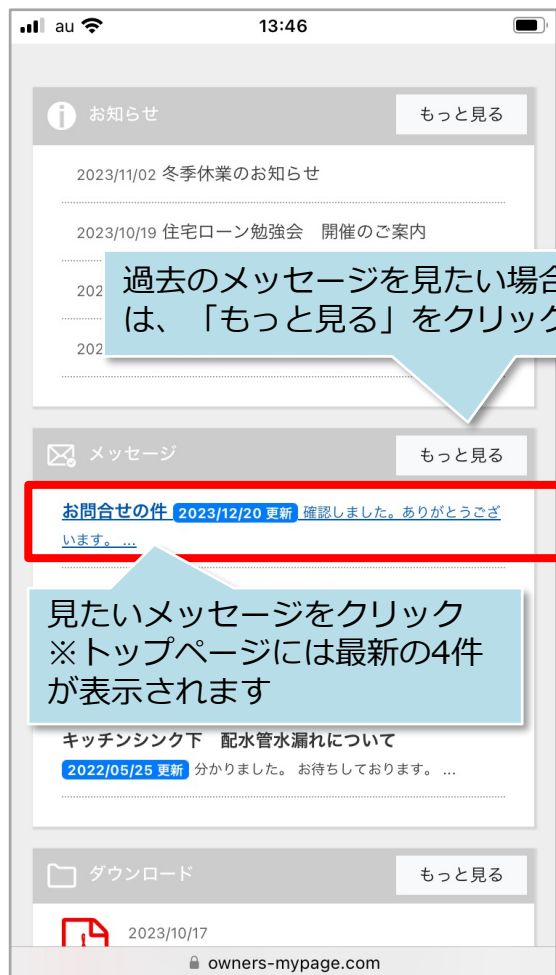 au
13:46
お知らせ
もっと見る
2023/11/02 冬季休業のお知らせ
2023/10/19 住宅ローン勉強会　開催のご案内
過去のメッセージを見たい場合
は、「もっと見る」をクリック
202
202
メッセージ
もっと見る
お問合せの件 2023/12/20 更新 確認しました。ありがとうござ
います。 ...
見たいメッセージをクリック
※トップページには最新の4件
が表示されます
キッチンシンク下　配水管水漏れについて
2022/05/25 更新 分かりました。 お待ちしております。 ...
ダウンロード
もっと見る
2023/10/17
owners-mypage.com